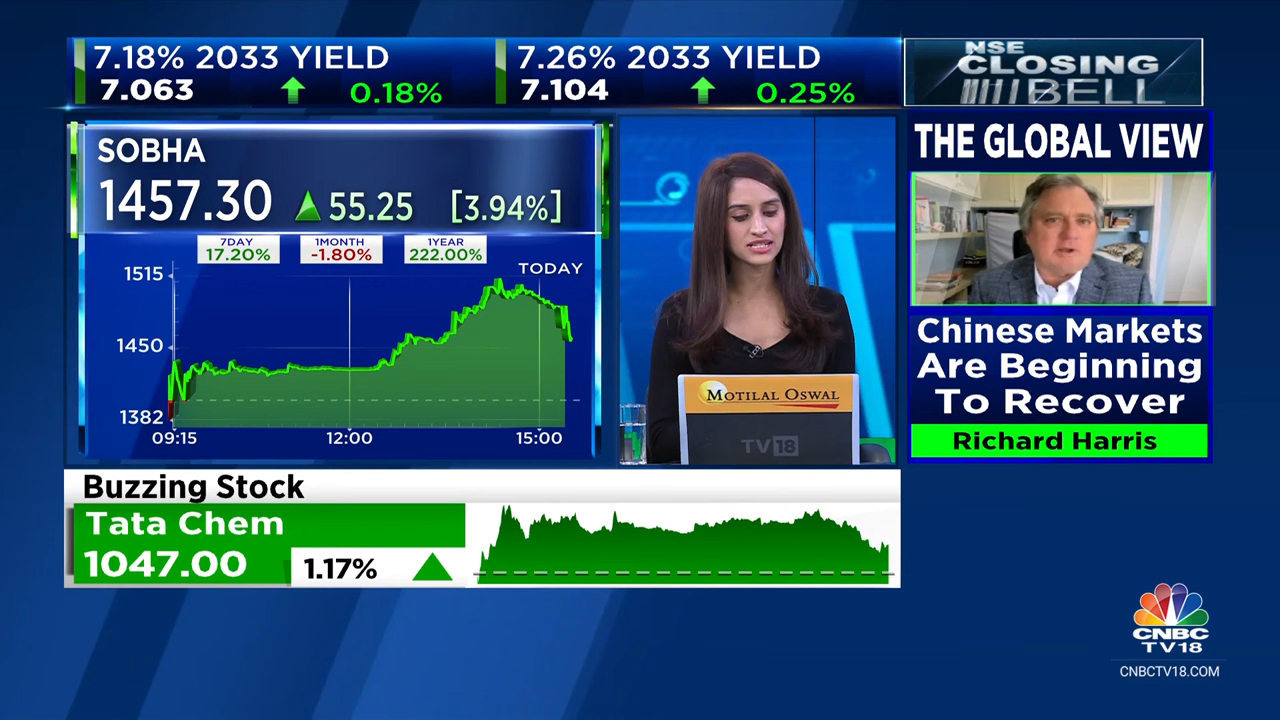 7.18% 2033 YIELD
7.063 0.18%
7.26% 2033 YIELD
7.104 0.25%
NSE
CLOSING
BELL
SOBHA
1457.30 55.25 [3.94%]
7DAY
17.20%
1MONTH
-1.80%
1YEAR
222.00%
TODAY
1515
1450
1382
09:15 12:00 15:00
MOTILAL OSWAL
TV18
THE GLOBAL VIEW
Chinese Markets
Are Beginning
To Recover
Richard Harris
Buzzing Stock
Tata Chem
1047.00 1.17%
CNBC
TV18
CNBCTV18.COM